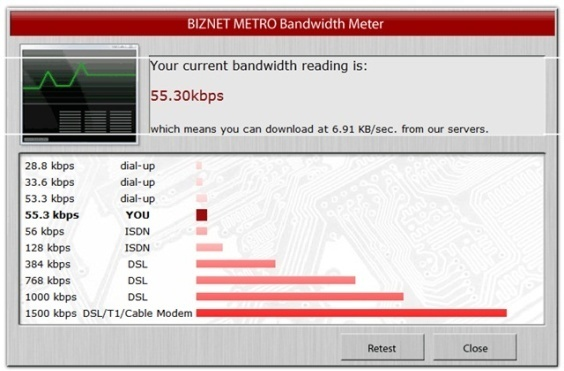 BIZNET METRO Bandwidth Meter
Your current bandwidth reading is:
55.30kbps
which means you can download at 6.91 KB/sec. from our servers.
28.8 kbps dial-up
33.6 kbps dial-up
53.3 kbps dial-up
55.3 kbps YOU
56 kbps ISDN
128 kbps ISDN
384 kbps DSL
768 kbps DSL
1000 kbps DSL
1500 kbps DSL/T1/Cable Modem
Retest Close